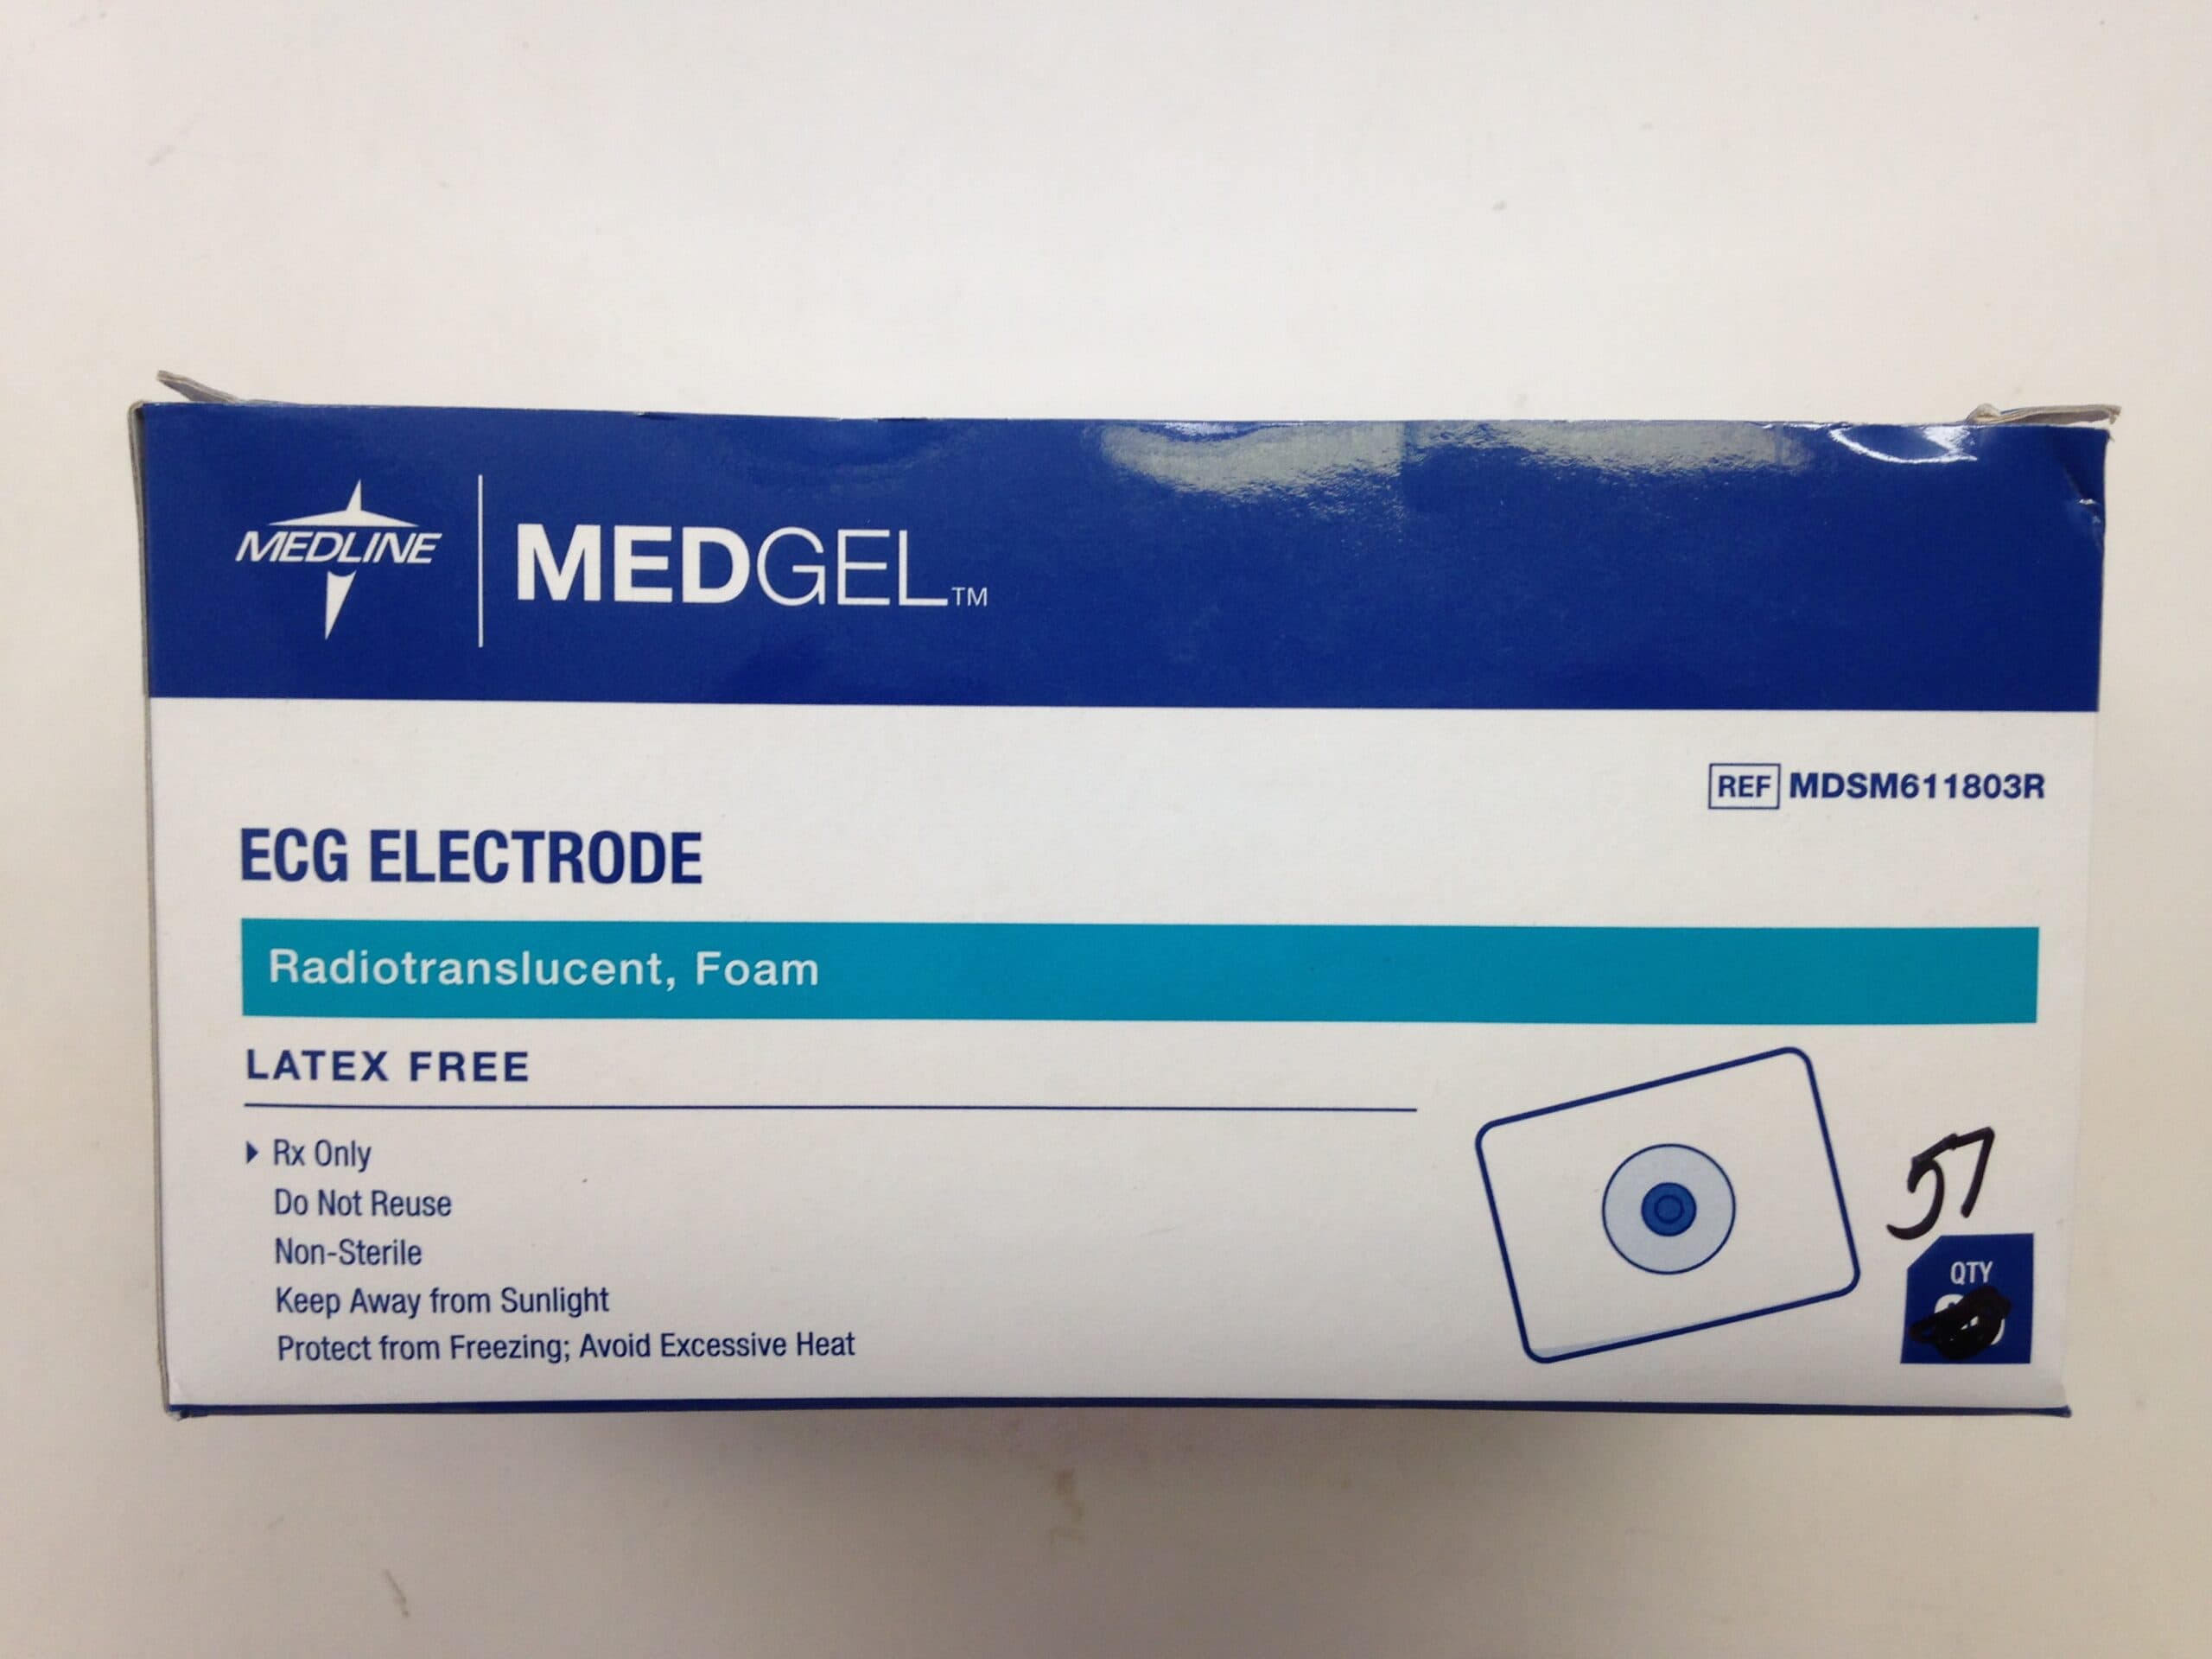 MEDLINE
MEDGEL™
REF MDSM611803R
ECG ELECTRODE
Radiotranslucent, Foam
LATEX FREE
Rx Only
Do Not Reuse
Non-Sterile
Keep Away from Sunlight
Protect from Freezing; Avoid Excessive Heat
57
QTY